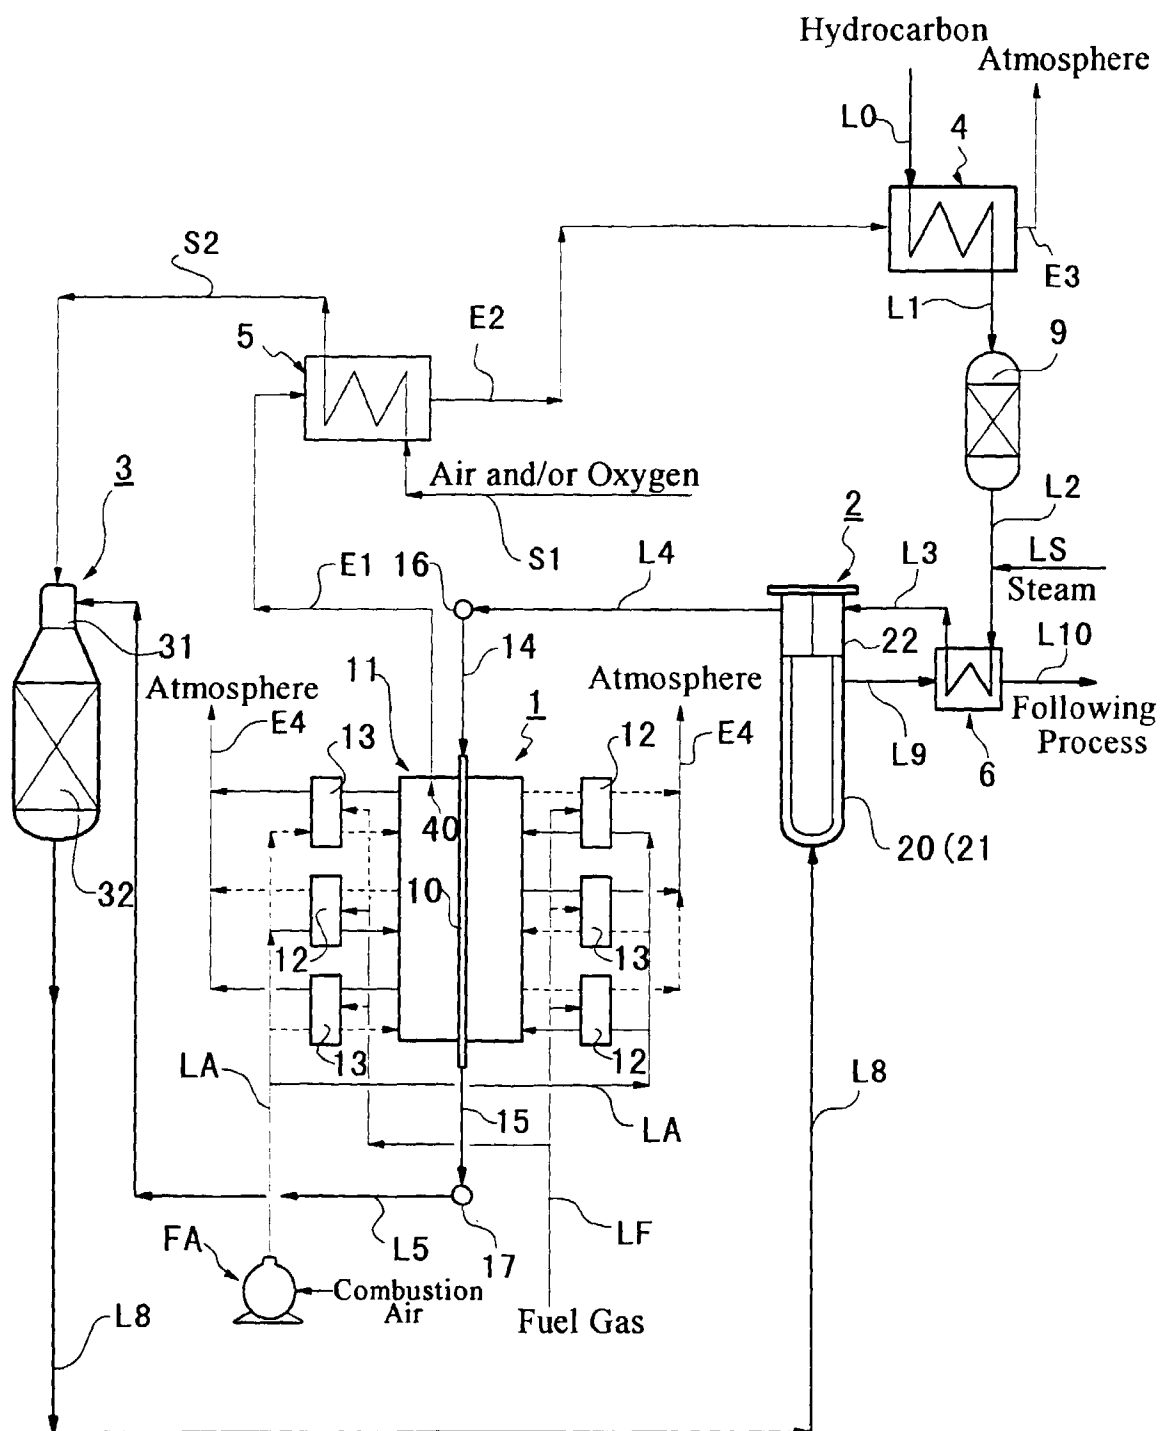 Hydrocarbon
Atmosphere
L0
4
S2
E3
E2
L1
5
9
Air and/or Oxygen
3
L2
2
E1
16
S1
L4
L3
LS
Steam
31
14
22
L10
Atmosphere
11
Atmosphere
1
Following
Process
E4
13
12
E4
L9
6
40
20(21
32
10
12
13
13
12
LA
L8
15
LA
FA
L5
17
LF
Combustion
Air
L8
Fuel Gas